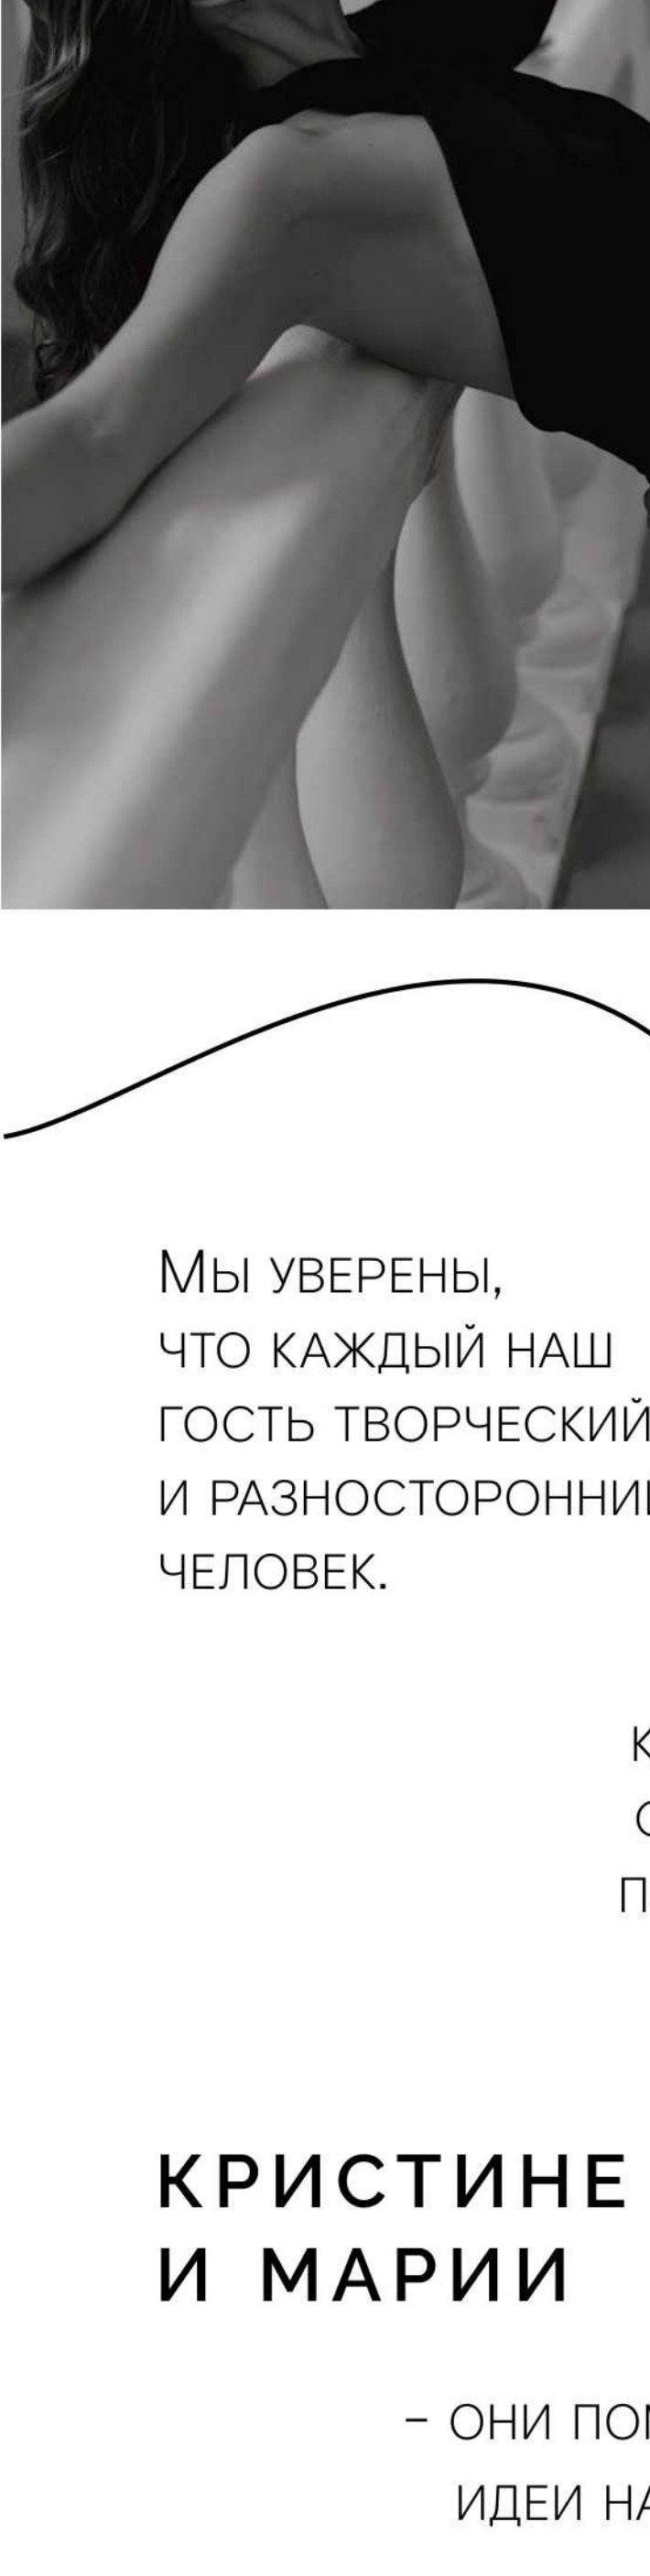 Мы УВЕРЕНЫ,
ЧТО КАЖДЫЙ НАШ
ГОСТЬ ТВОРЧЕСКИЙ
И
ЧЕЛОВЕК.
КРИСТИНЕ
И МАРИИ
– ОНИ
ИДЕИ